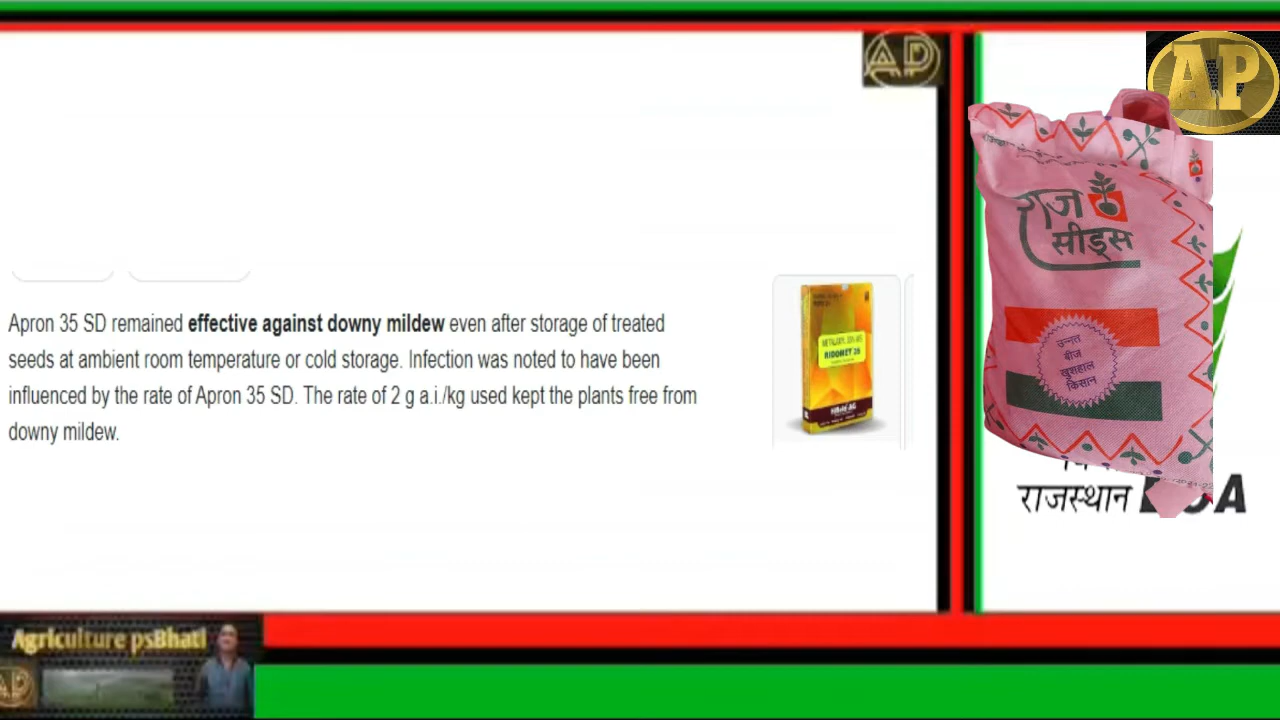 AP
AP
राज
सीड्स
Apron 35 SD remained effective against downy mildew even after storage of treated
seeds at ambient room temperature or cold storage. Infection was noted to have been
influenced by the rate of Apron 35 SD. The rate of 2 g a.i./kg used kept the plants free from
downy mildew.
RIDOMET 35
उन्नत
बीज
खुशहाल
किसान
राजस्थान
A
Agriculture psBhati
AP